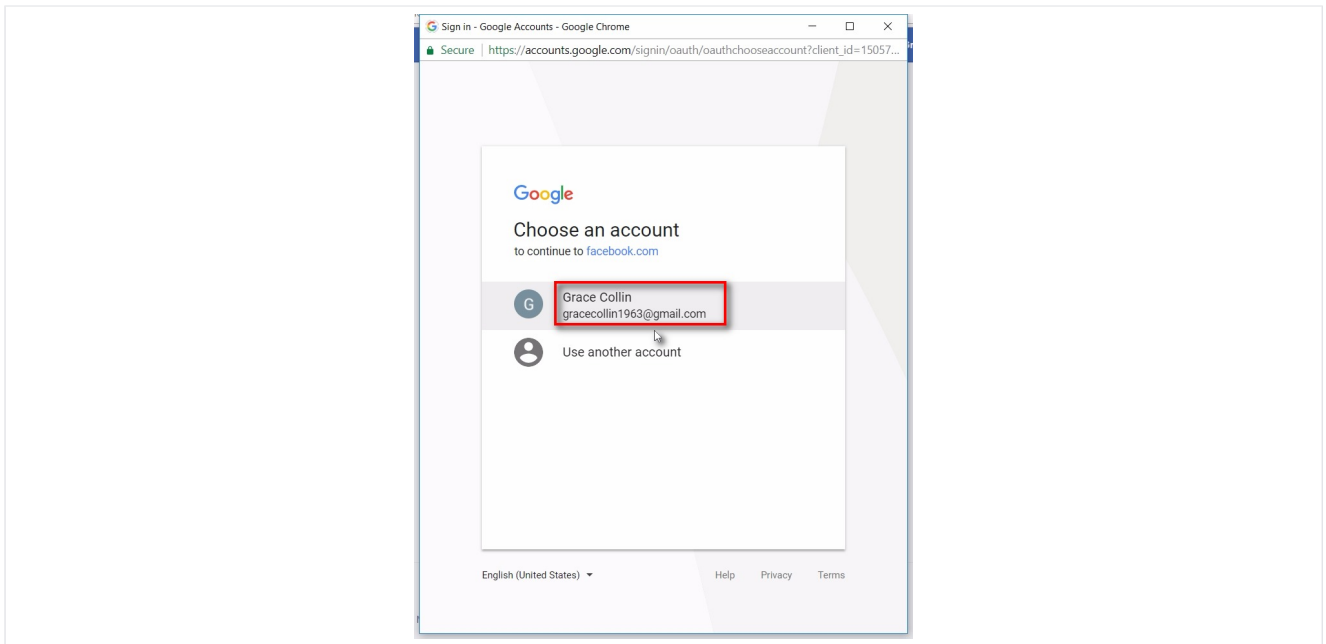 Sign in - Google Accounts - Google Chrome
Secure | https://accounts.google.com/signin/oauth/oauthchooseaccount?client_id=15057...
Google
Choose an account
to continue to facebook.com
G
Grace Collin
gracecollin1963@gmail.com
Use another account
English (United States)
Help Privacy Terms